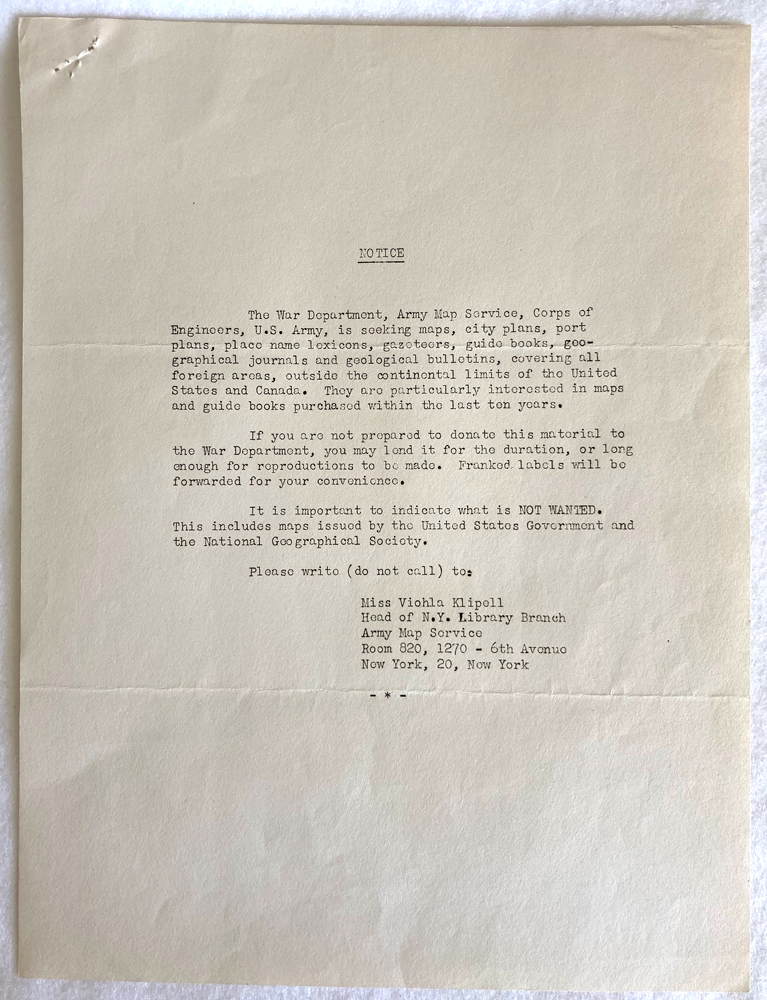 NOTICE
The War Department, Army Map Service, Corps of
Engineers, U.S. Army, is seeking maps, city plans, port
plans, place name lexicons, gazeteers, guide books, geo-
graphical journals and geological bulletins, covering all
foreign areas, outside the continental limits of the United
States and Canada. They are particularly interested in maps
and guide books purchased within the last ten years.
If you are not prepared to donate this material to
the War Department, you may lend it for the duration, or long
enough for reproductions to be made. Franked labels will be
forwarded for your convenience.
It is important to indicate what is NOT WANTED.
This includes maps issued by the United States Government and
the National Geographical Society.
Please write (do not call) to:
Miss Viohla Klipell
Head of N.Y. Library Branch
Army Map Service
Room 820, 1270 - 6th Avenue
New York, 20, New York
- * -